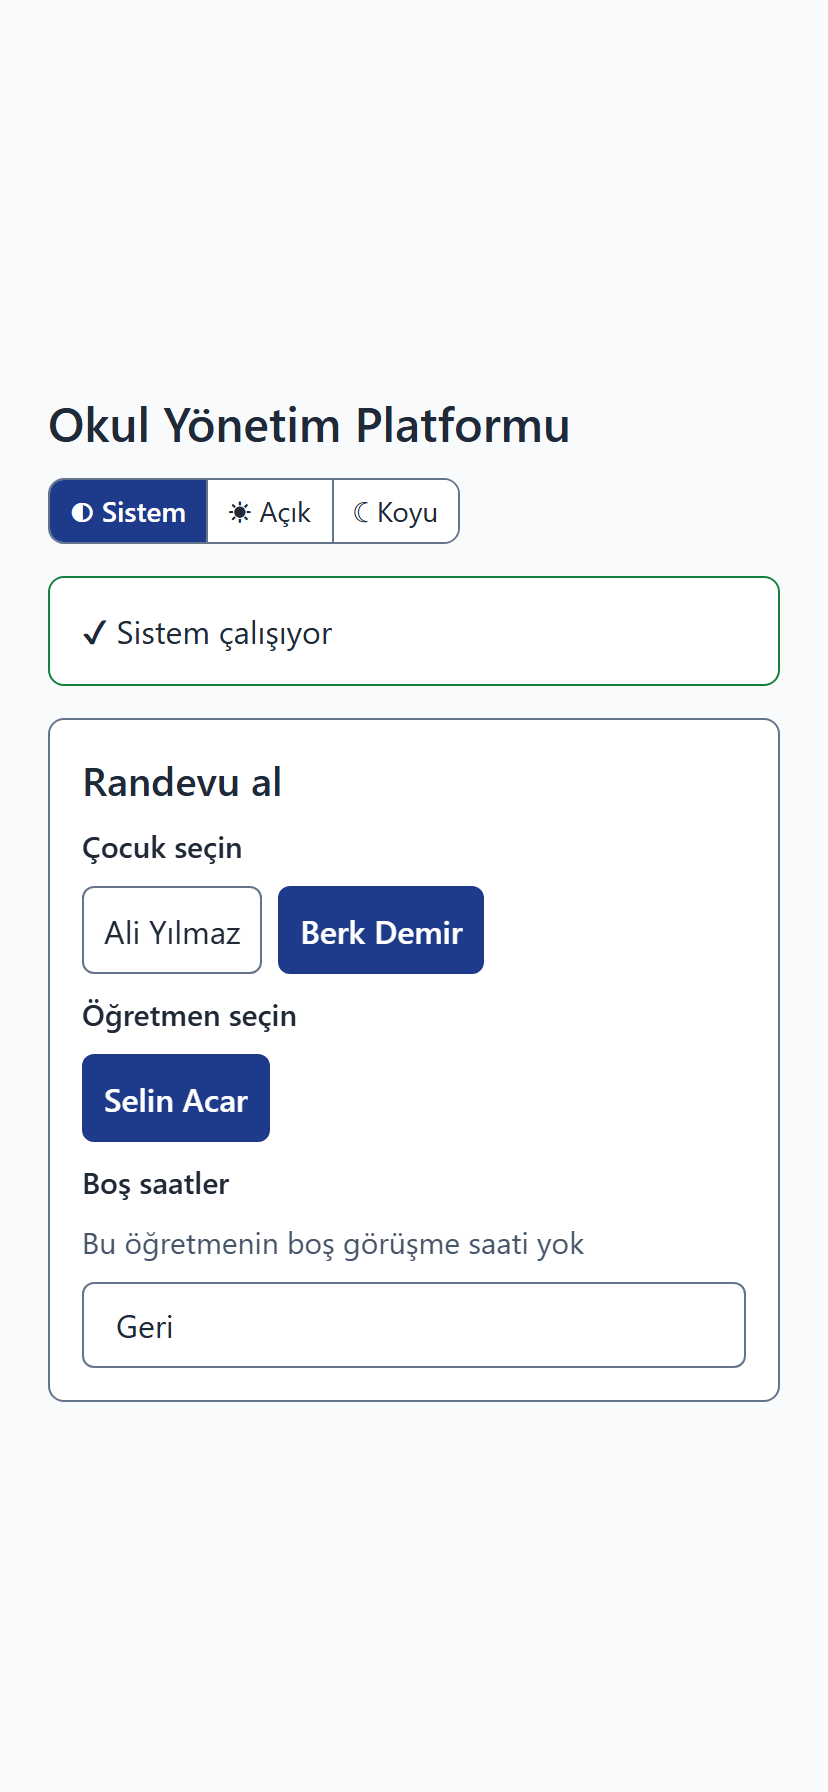 Okul Yönetim Platformu
◐ Sistem ☀ Açık ☾ Koyu
✓ Sistem çalışıyor
Randevu al
Çocuk seçin
Ali Yılmaz Berk Demir
Öğretmen seçin
Selin Acar
Boş saatler
Bu öğretmenin boş görüşme saati yok
Geri